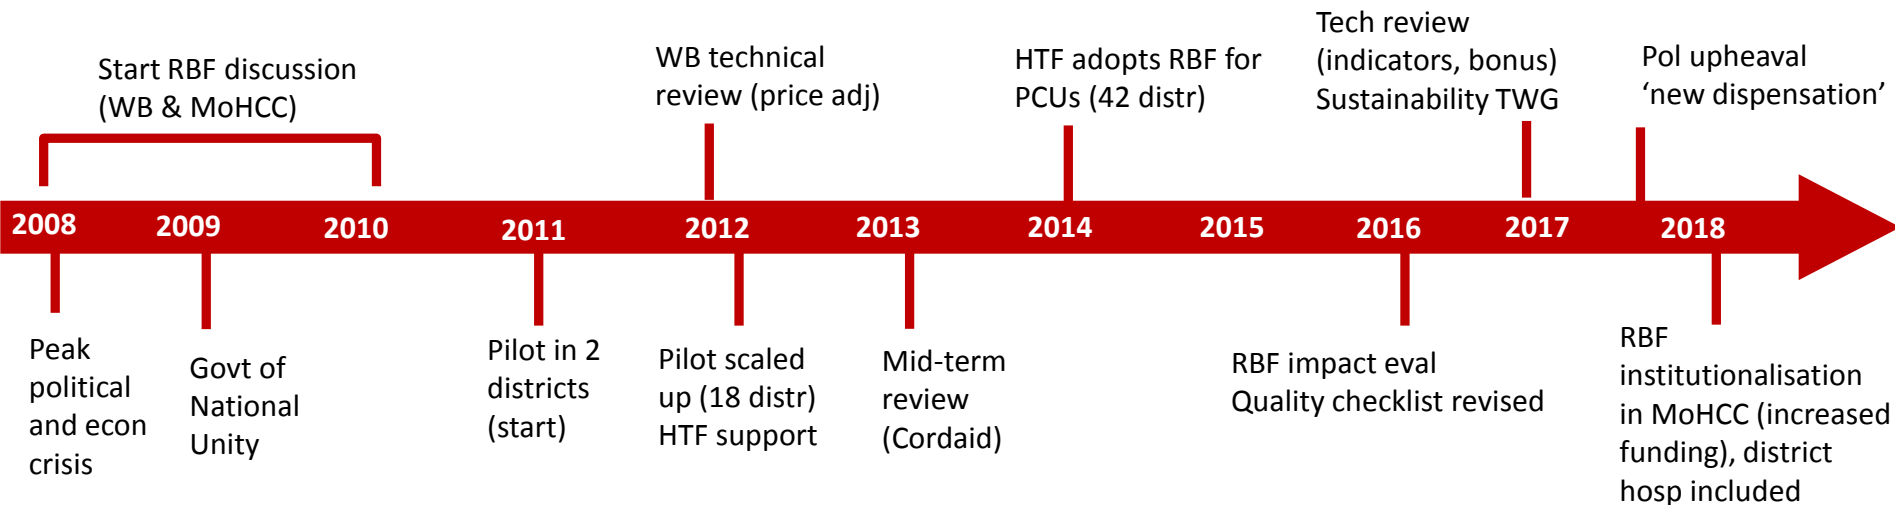 Start RBF discussion
(WB & MoHCC)
WB technical
review (price adj)
HTF adopts RBF for
PCUs (42 distr)
Tech review
(indicators, bonus)
Sustainability TWG
Pol upheaval
‘new dispensation’
2008 2009 2010 2011 2012 2013 2014 2015 2016 2017 2018
Peak
political
and econ
crisis
Govt of
National
Unity
Pilot in 2
districts
(start)
Pilot scaled
up (18 distr)
HTF support
Mid-term
review
(Cordaid)
RBF impact eval
Quality checklist revised
RBF
institutionalisation
in MoHCC (increased
funding), district
hosp included